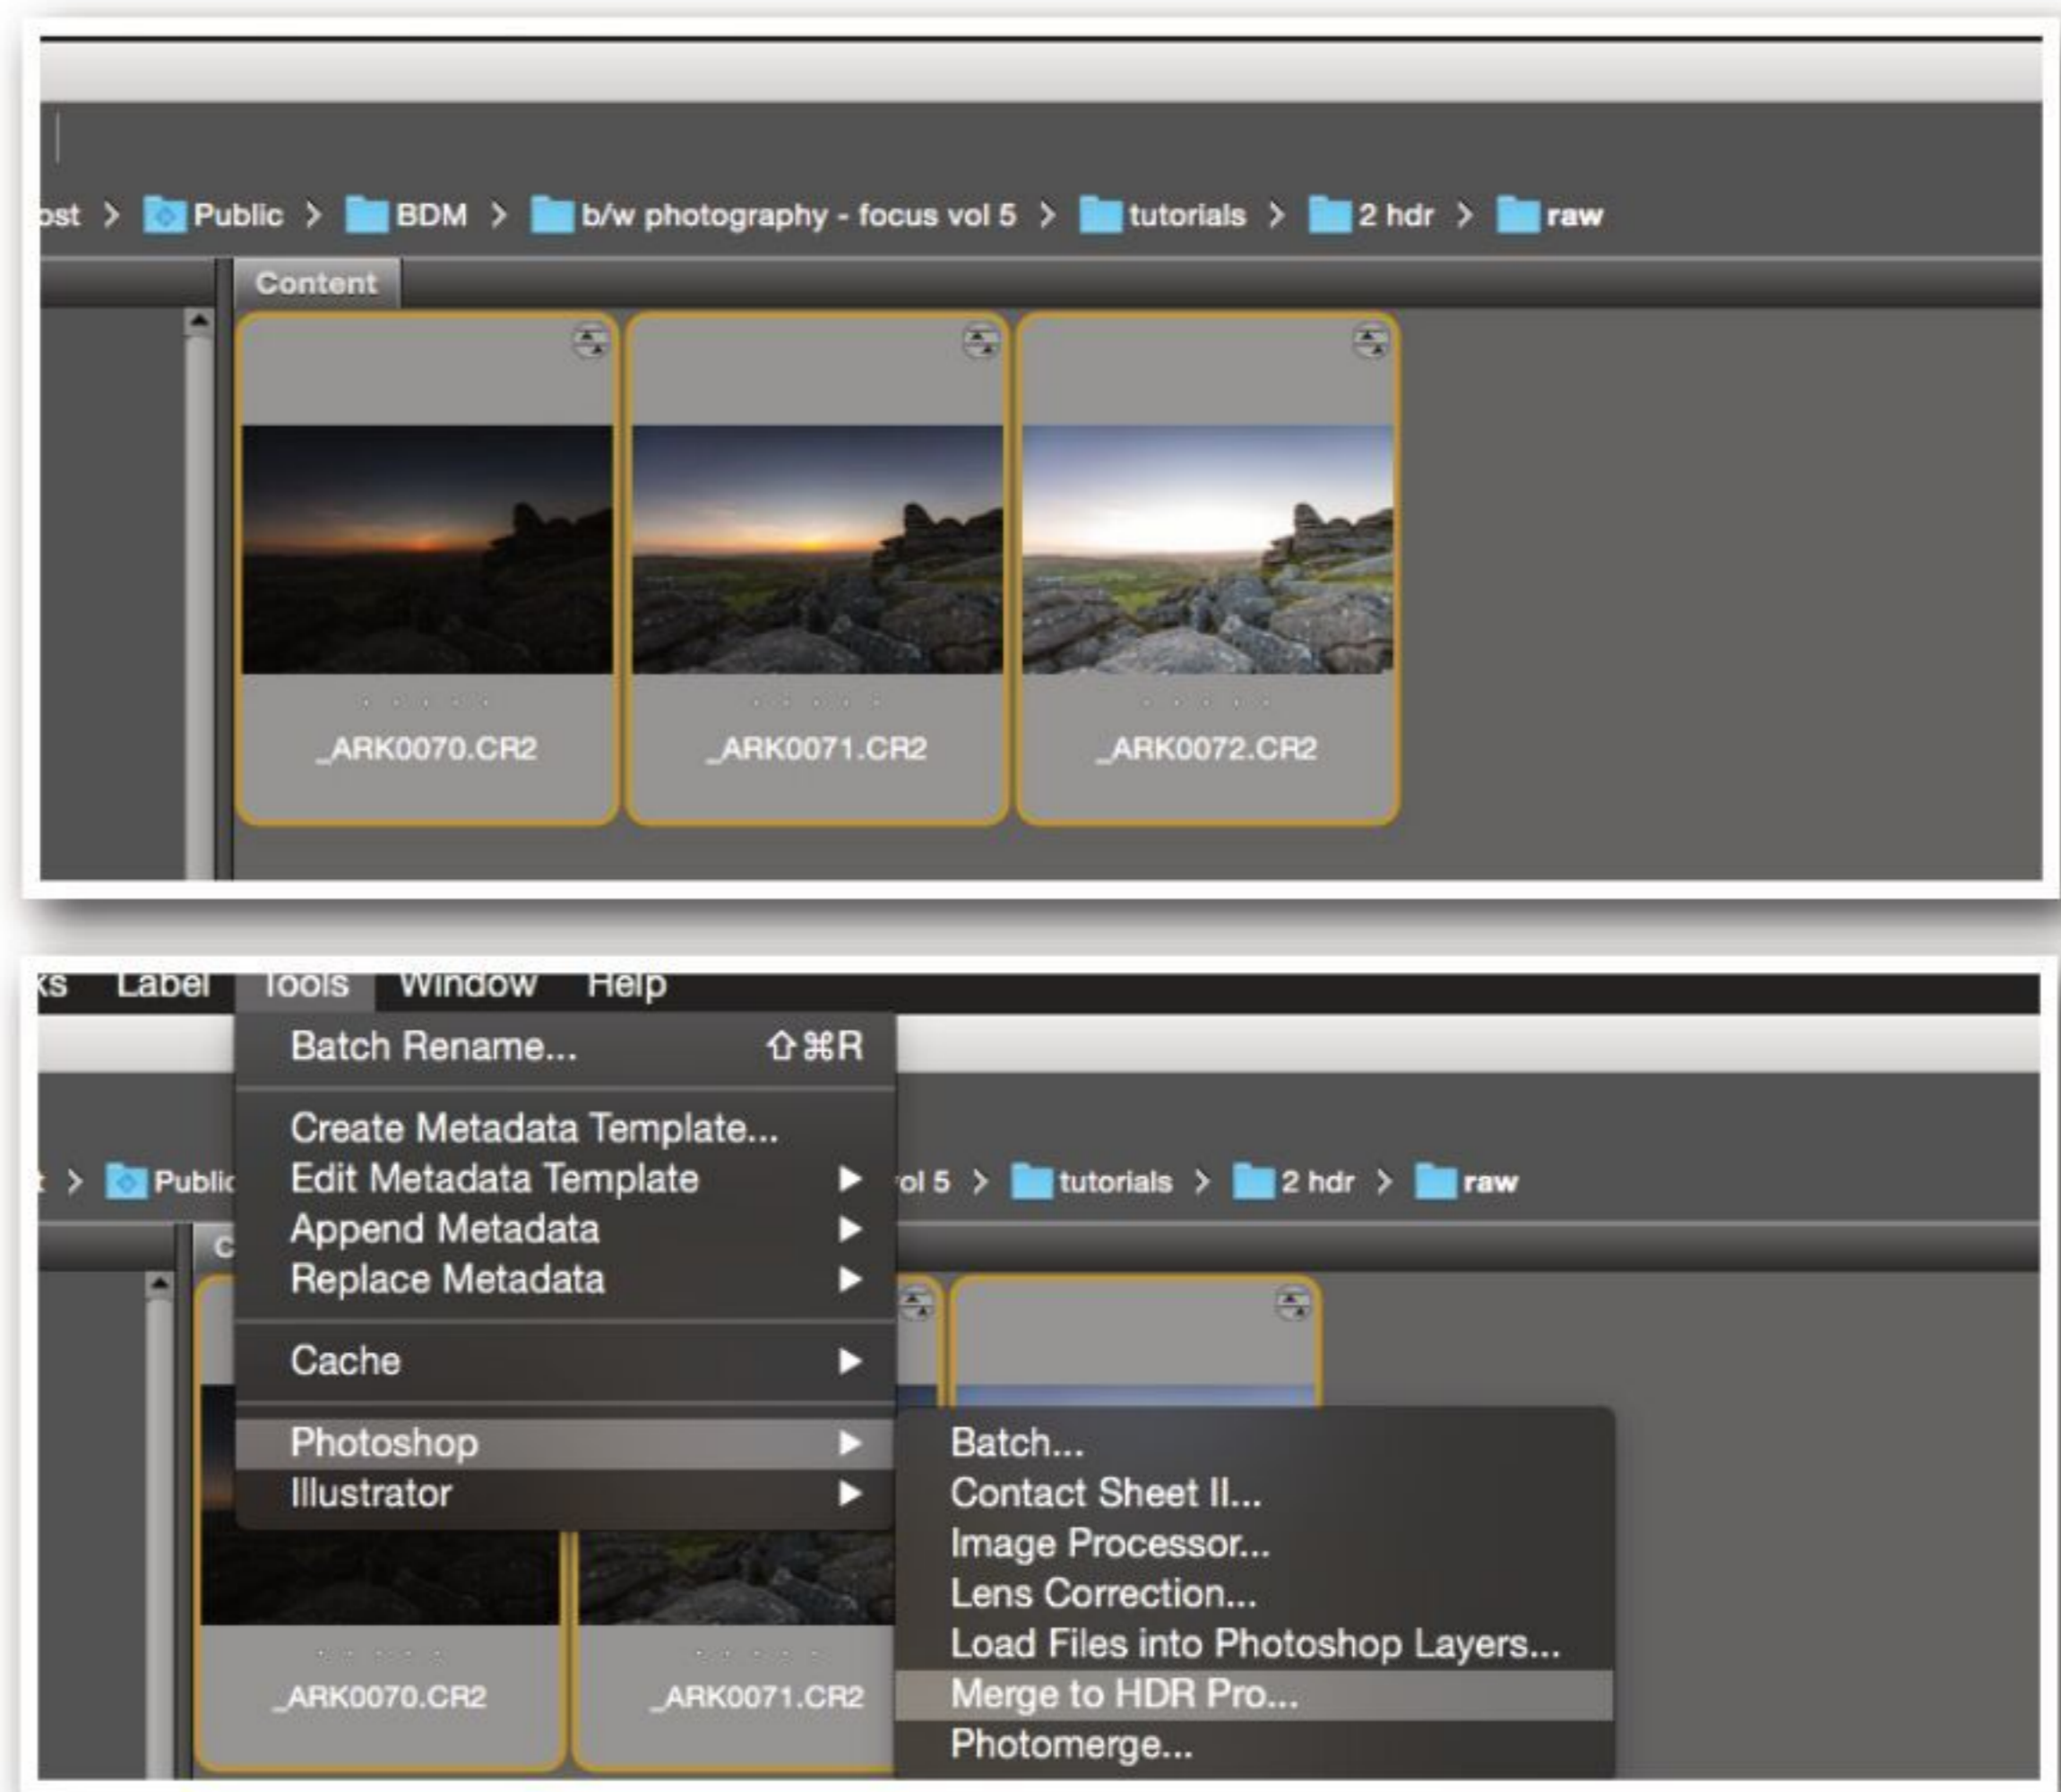 ost > Public > BDM > b/w photography - focus vol 5 > tutorials > 2 hdr > raw
Content
_ARK0070.CR2 _ARK0071.CR2 _ARK0072.CR2
ks Label Tools Window Help
Batch Rename... ⇧⌘R
Create Metadata Template...
t > Public ol 5 > tutorials > 2 hdr > raw
Edit Metadata Template ▶
Append Metadata ▶
C
Replace Metadata ▶
Cache ▶
Photoshop ▶
Illustrator ▶
Batch...
Contact Sheet II...
Image Processor...
Lens Correction...
Load Files into Photoshop Layers...
Merge to HDR Pro...
Photomerge...
_ARK0070.CR2 _ARK0071.CR2